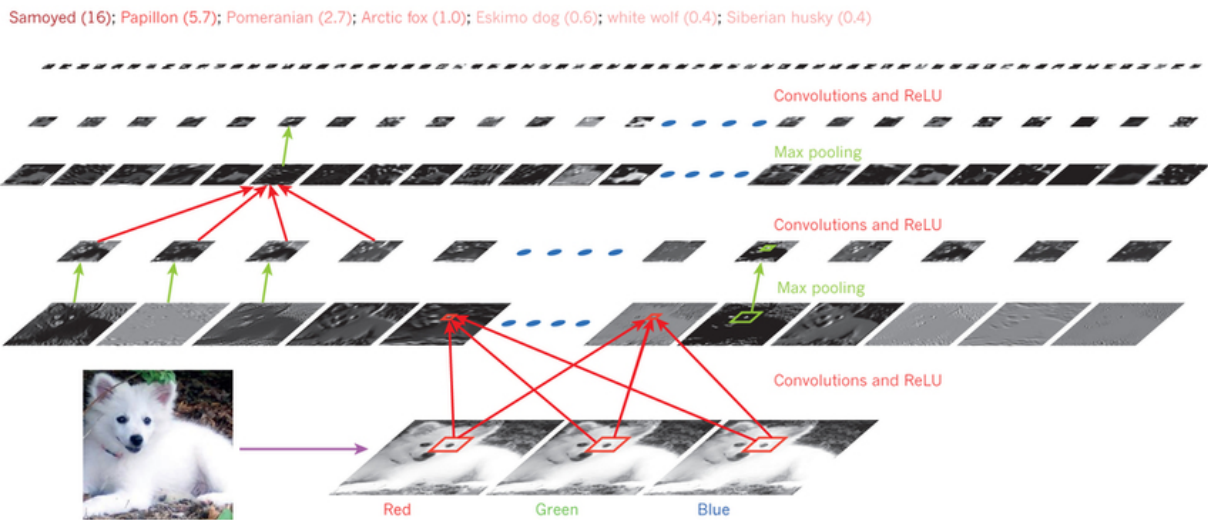 Samoyed (16); Papillon (5.7); Pomeranian (2.7); Arctic fox (1.0); Eskimo dog (0.6); white wolf (0.4); Siberian husky (0.4)
Convolutions and ReLU
Max pooling
Convolutions and ReLU
Max pooling
Convolutions and ReLU
Red
Green
Blue